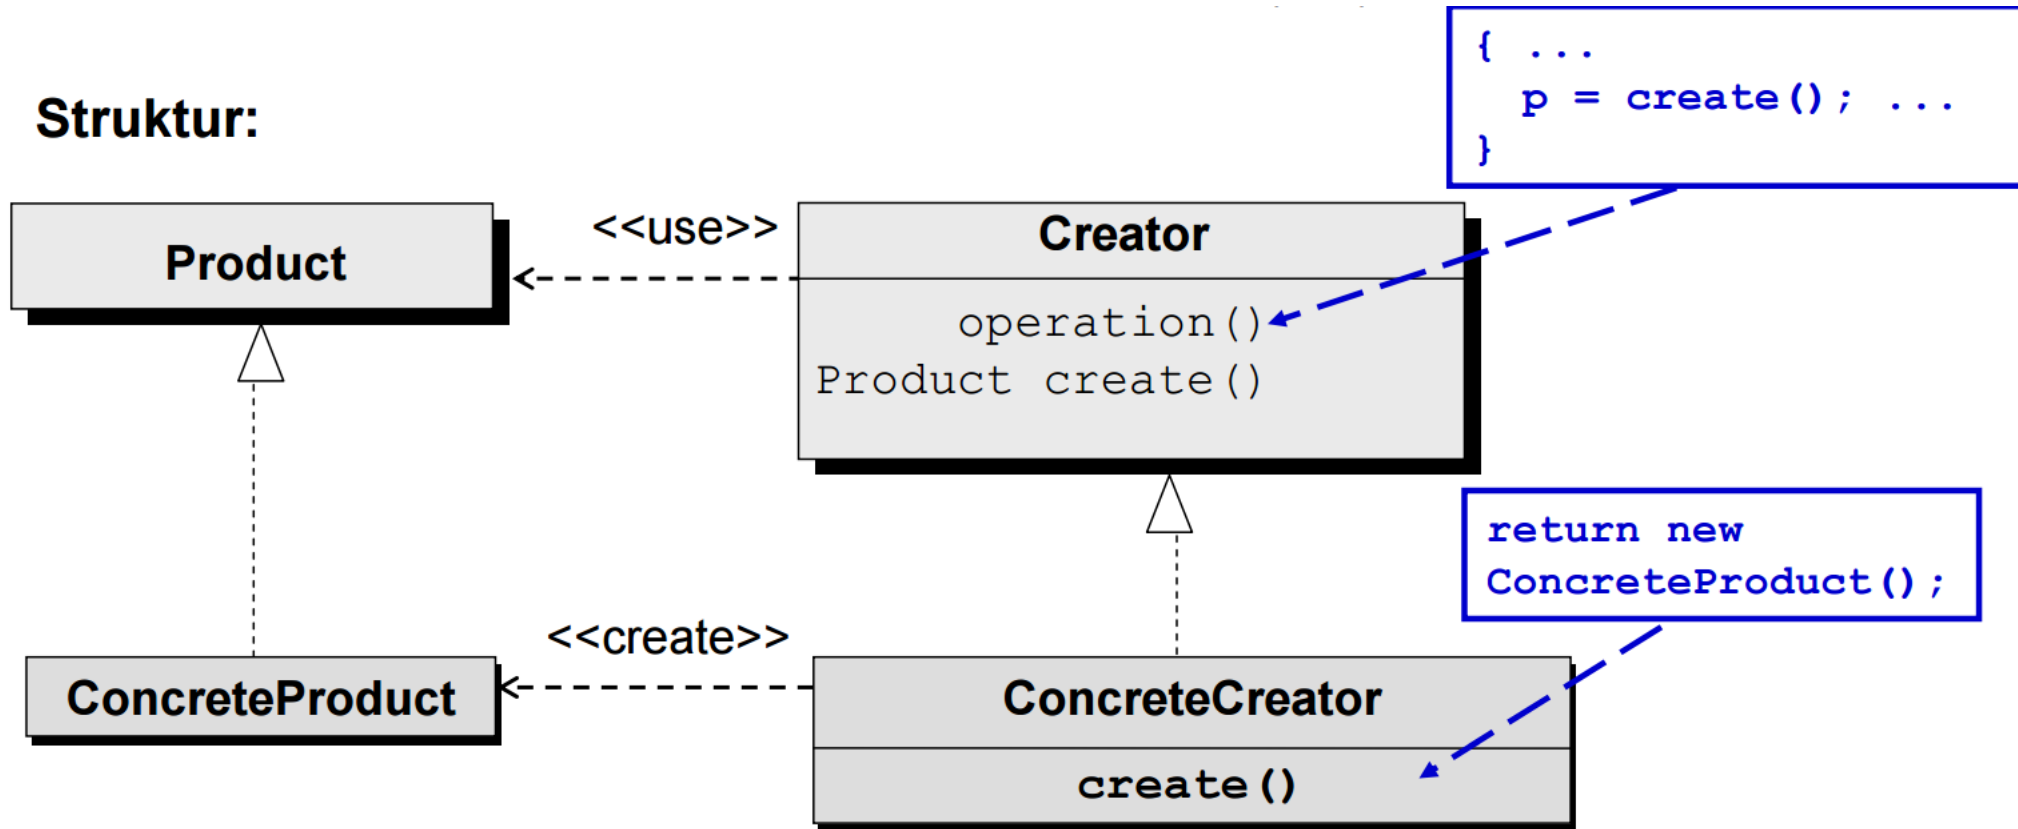 { ...
p = create(); ...
}
Struktur:
Product
<<use>>
Creator
operation()
Product create()
return new
ConcreteProduct();
<<create>>
ConcreteProduct
ConcreteCreator
create()